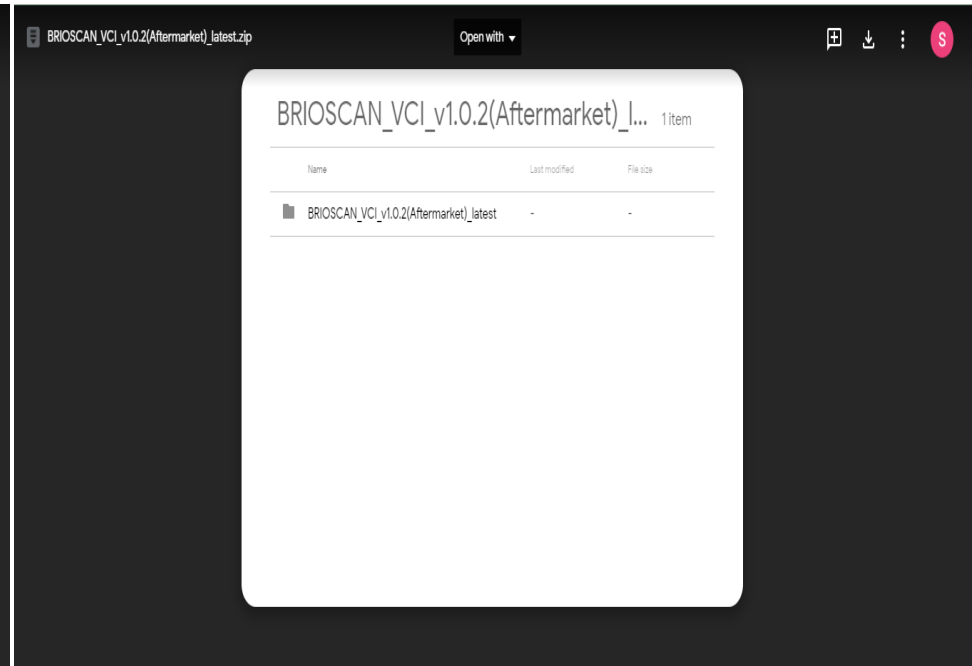 BRIOSCAN_VCI_v1.0.2(Aftermarket)_latest.zip
Open with
S
BRIOSCAN_VCI_v1.0.2(Aftermarket)_l... 1 item
Name Last modified File size
BRIOSCAN_VCI_v1.0.2(Aftermarket)_latest - -